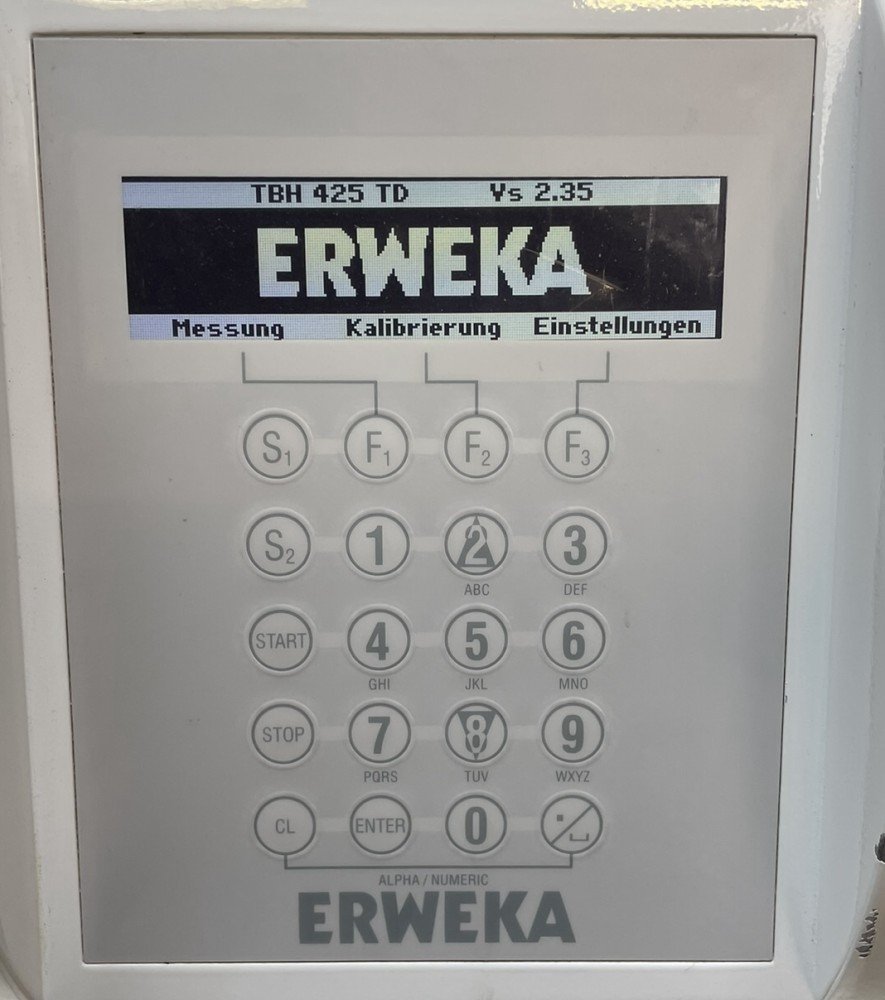 TBH 425 TD Vs 2.35
ERWEKA
Messung Kalibrierung Einstellungen
S1 F1 F2 F3
S2 1 2 3
ABC DEF
START 4 5 6
GHI JKL MNO
STOP 7 8 9
PQRS TUV WXYZ
CL ENTER 0 .
ALPHA / NUMERIC
ERWEKA